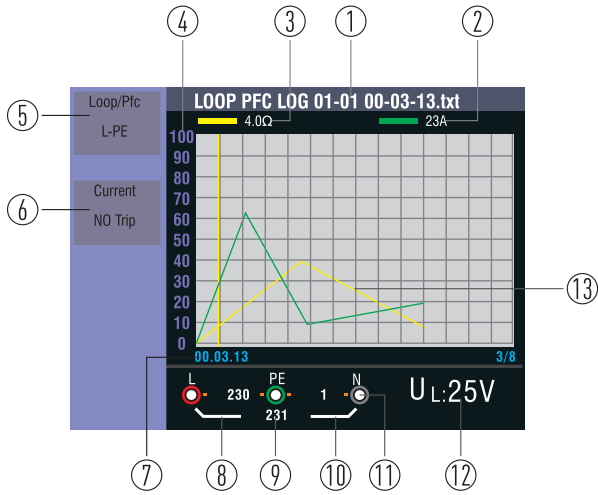 ④ ③ ① ②
LOOP PFC LOG 01-01 00-03-13.txt
Loop/Pfc
L-PE
⑤
4.0Ω
23A
100
90
80
70
60
50
40
30
20
10
0
Current
NO Trip
⑥
⑬
00.03.13
3/8
L
PE
N
230
1
231
U L:25V
⑦ ⑧ ⑨ ⑩ ⑪ ⑫